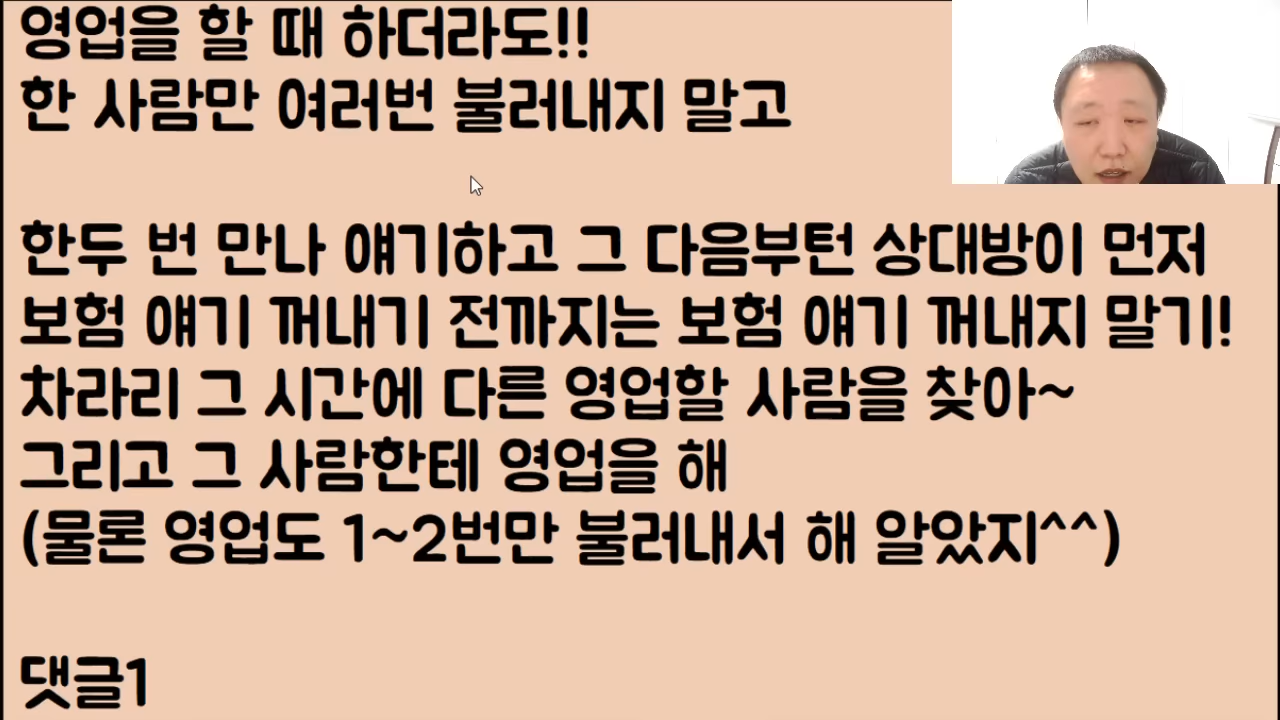 영업을 할 때 하더라도!!
한 사람만 여러번 불러내지 말고
한두 번 만나 얘기하고 그 다음부턴 상대방이 먼저
보험 얘기 꺼내기 전까지는 보험 얘기 꺼내지 말기!
차라리 그 시간에 다른 영업할 사람을 찾아~
그리고 그 사람한테 영업을 해
(물론 영업도 1~2번만 불러내서 해 알았지^^)
댓글1